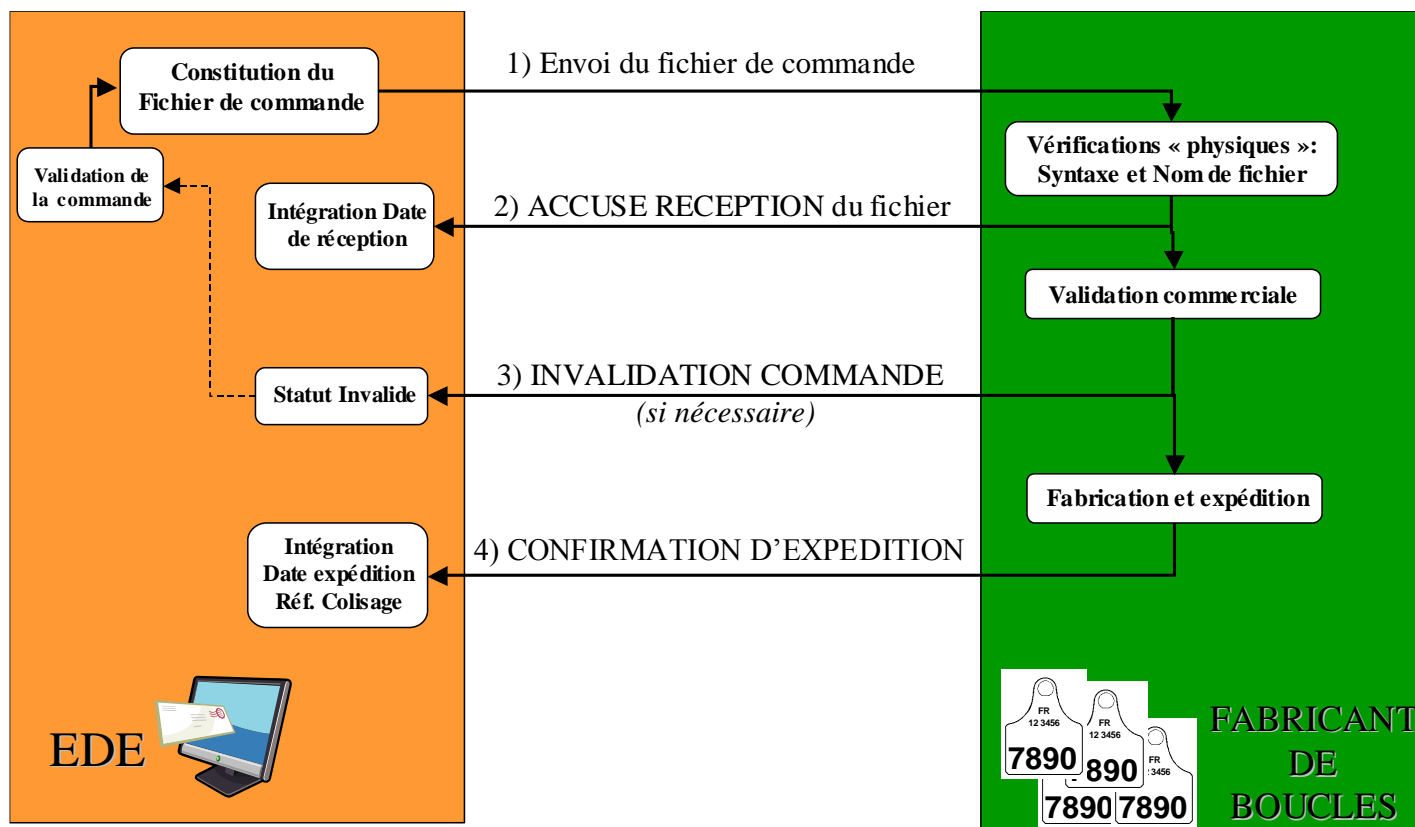 1) Envoi du fichier de commande
Constitution du
Fichier de commande
Vérifications « physiques »:
Syntaxe et Nom de fichier
Validation de
la commande
2) ACCUSE RECEPTION du fichier
Intégration Date
de réception
Validation commerciale
3) INVALIDATION COMMANDE
(si nécessaire)
Statut Invalide
Fabrication et expédition
4) CONFIRMATION D’EXPEDITION
Intégration
Date expédition
Réf. Colisage
EDE
FR
12 3456
7890
FR
12 3456
890
FR
3456
7890
7890
FABRICANT
DE
BOUCLES